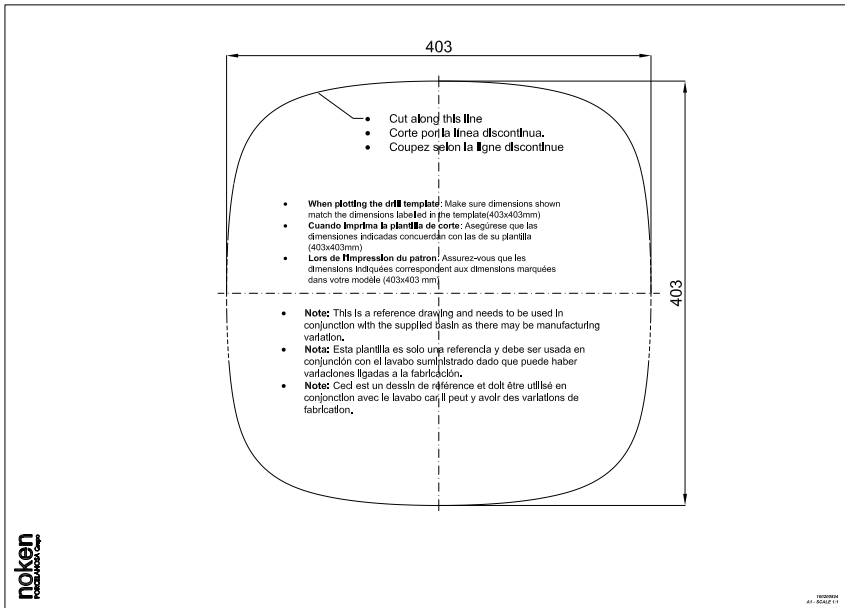 403
• Cut along this line
• Corte por la línea discontinua.
• Coupez selon la ligne discontinue
• When plotting the drill template: Make sure dimensions shown
match the dimensions labelled in the template(403x403mm)
• Cuando imprima la plantilla de corte: Asegúrese que las
dimensiones indicadas concuerdan con las de su plantilla
(403x403mm)
• Lors de l'impression du patron: Assurez-vous que les
dimensions indiquées correspondent aux dimensions marquées
dans votre modèle (403x403 mm)
403
• Note: This is a reference drawing and needs to be used in
conjunction with the supplied basin as there may be manufacturing
variation.
• Nota: Esta plantilla es solo una referencia y debe ser usada en
conjunción con el lavabo suministrado dado que puede haber
variaciones ligadas a la fabricación.
• Note: Ceci est un dessin de référence et doit être utilisé en
conjonction avec le lavabo car il peut y avoir des variations de
fabrication.
noken
PORCELANOSA Grupo
A1 - SCALE 1:1